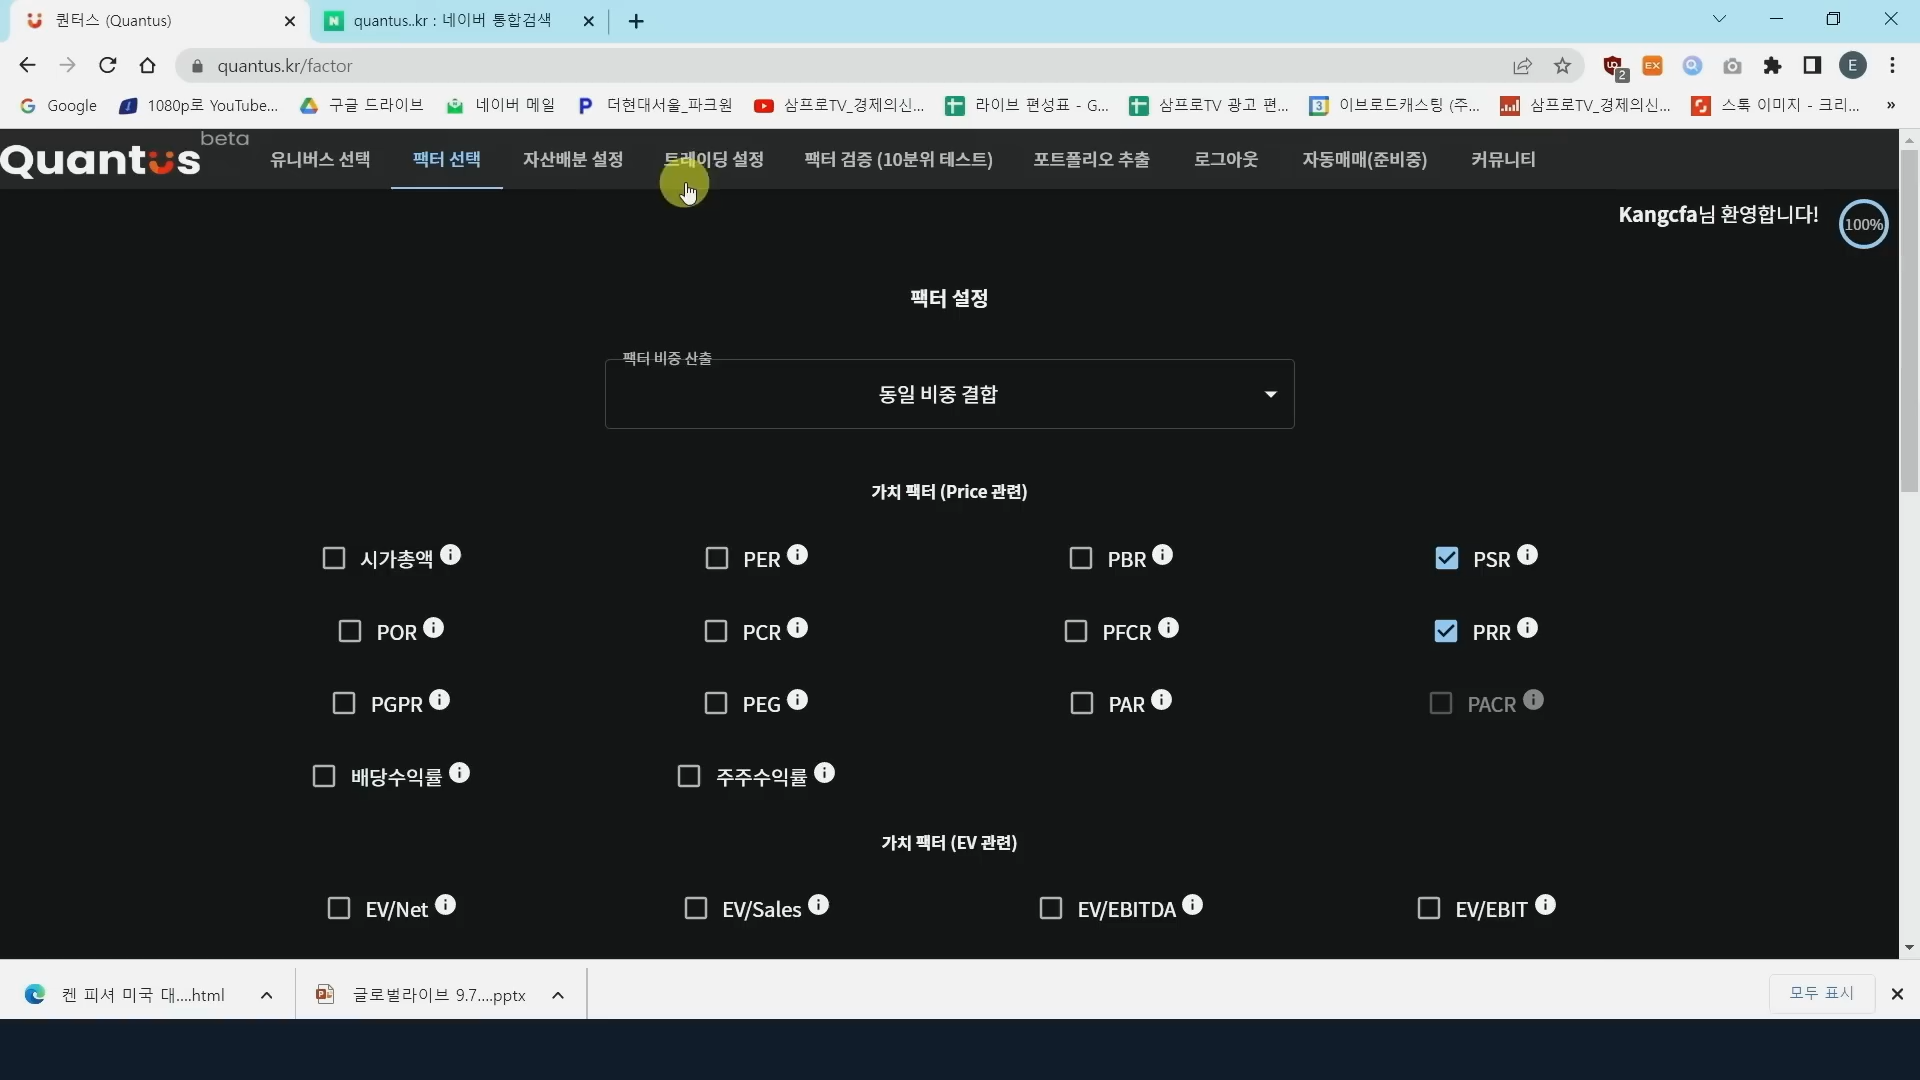 퀀터스 (Quantus)
quantus..kr : 네이버 통합검색
quantus.kr/factor
2
EX
E
Google
1080p로 YouTube...
구글 드라이브
네이버 메일
더현대서울_파크원
삼프로TV_경제의신...
라이브 편성표 - G...
삼프로TV 광고 편...
이브로드캐스팅 (주...
삼프로TV_경제의신...
스톡 이미지 - 크리...
»
Quantus beta
유니버스 선택
팩터 선택
자산배분 설정
트레이딩 설정
팩터 검증 (10분위 테스트)
포트폴리오 추출
로그아웃
자동매매(준비중)
커뮤니티
Kangcfa님 환영합니다!
100%
팩터 설정
팩터 비중 산출
동일 비중 결합
가치 팩터 (Price 관련)
시가총액
PER
PBR
PSR
POR
PCR
PFCR
PRR
PGPR
PEG
PAR
PACR
배당수익률
주주수익률
가치 팩터 (EV 관련)
EV/Net
EV/Sales
EV/EBITDA
EV/EBIT
켄 피셔 미국 대....html
글로벌라이브 9.7....pptx
모두 표시